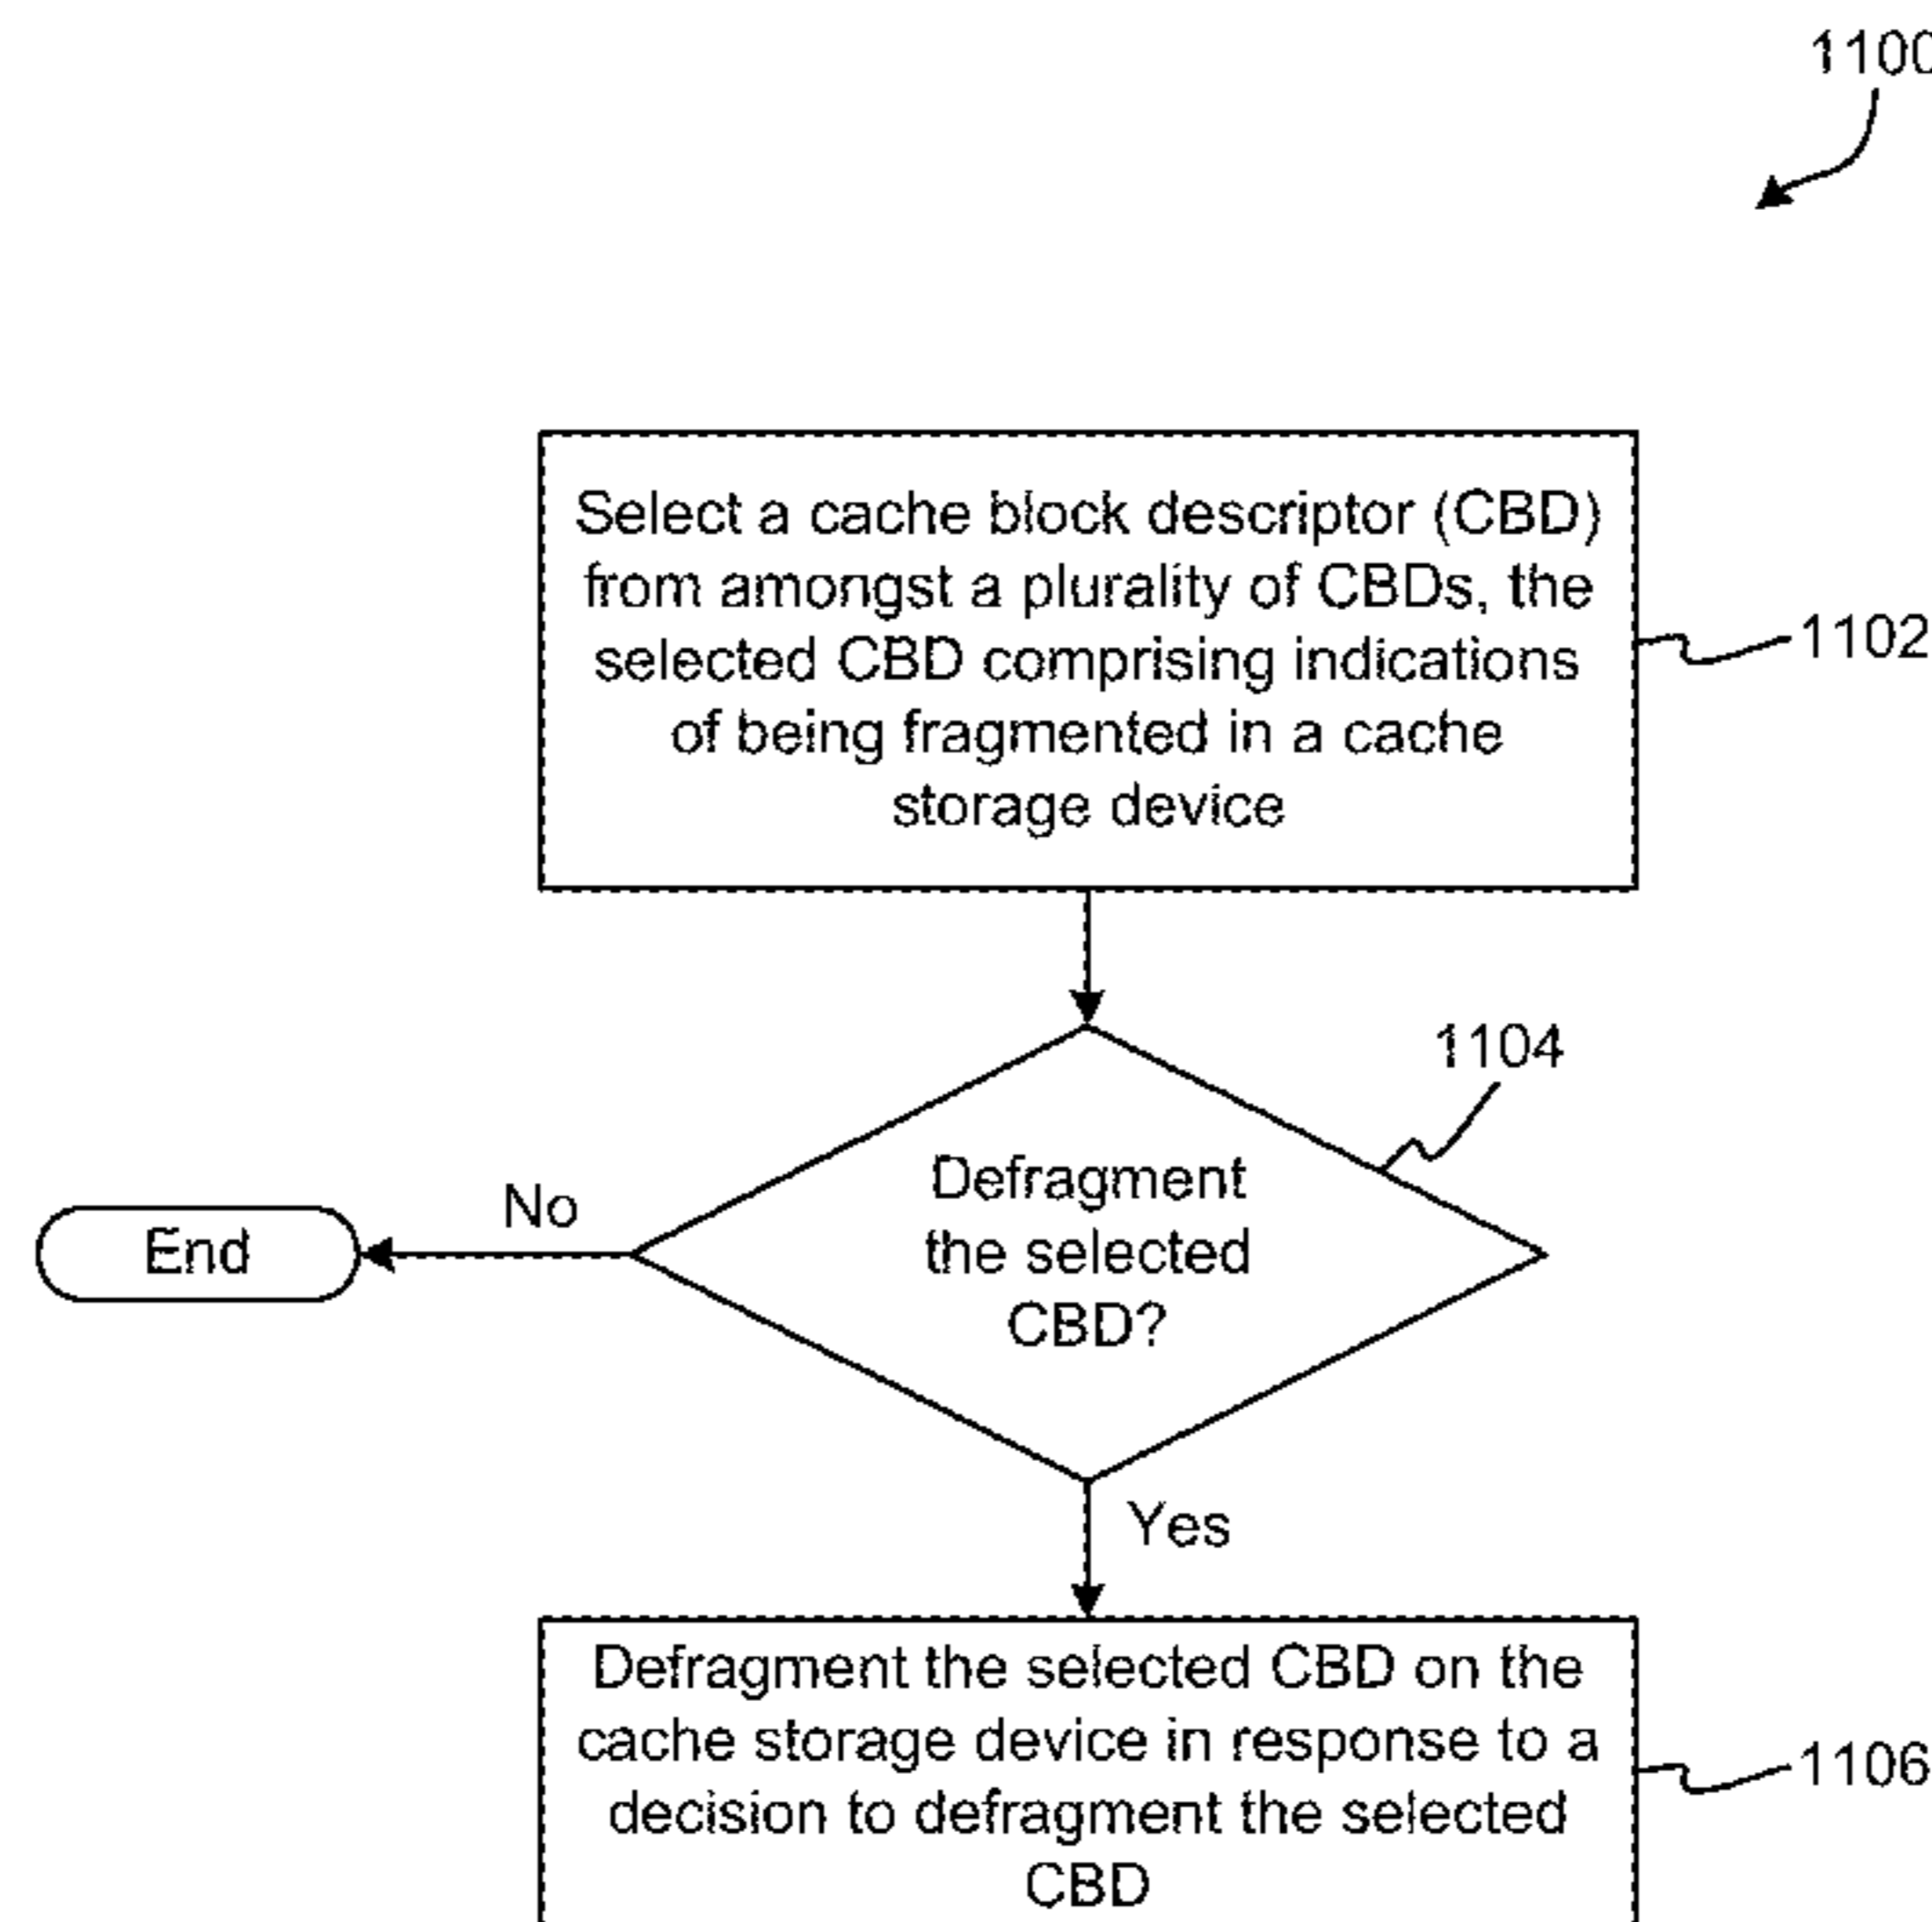 1100
Select a cache block descriptor (CBD)
from amongst a plurality of CBDs, the
selected CBD comprising indications
of being fragmented in a cache
storage device
1102
1104
Defragment
the selected
CBD?
No
End
Yes
Defragment the selected CBD on the
cache storage device in response to a
decision to defragment the selected
CBD
1106